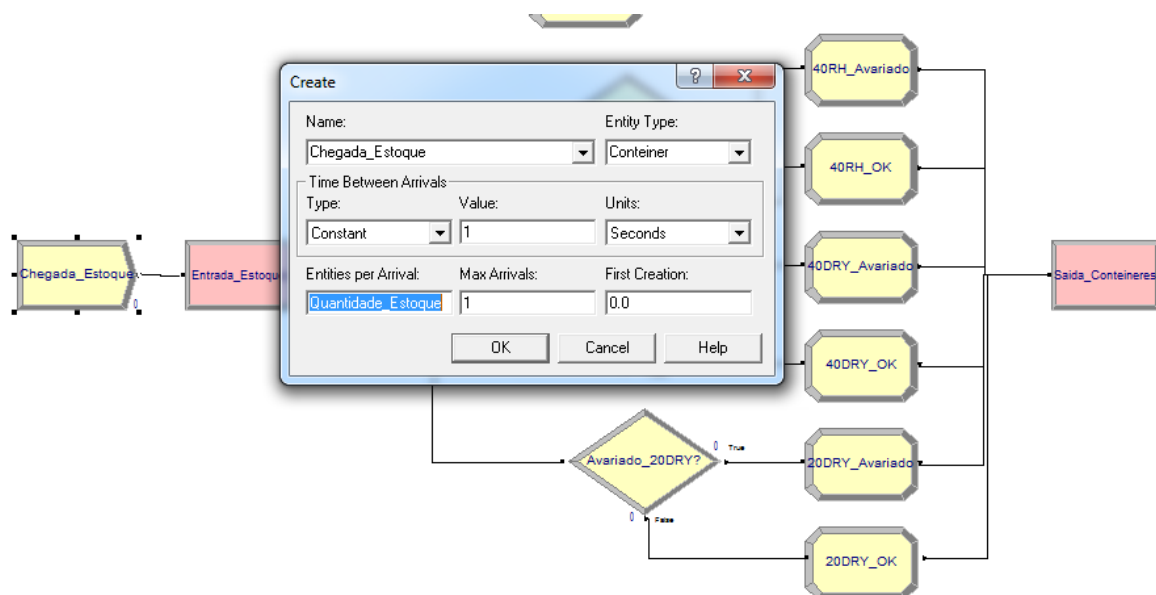 Create
?
X
Name:
Entity Type:
Chegada_Estoque
Conteiner
Time Between Arrivals
Type:
Value:
Units:
Constant
1
Seconds
Entities per Arrival:
Max Arrivals:
First Creation:
Quantidade_Estoque
1
0.0
OK
Cancel
Help
Chegada_Estoque
0
Entrada_Estoqu
40RH_Avariado
40RH_OK
40DRY_Avariado
40DRY_OK
Avariado_20DRY?
0
True
0
False
20DRY_Avariado
20DRY_OK
Saida_Conteineres